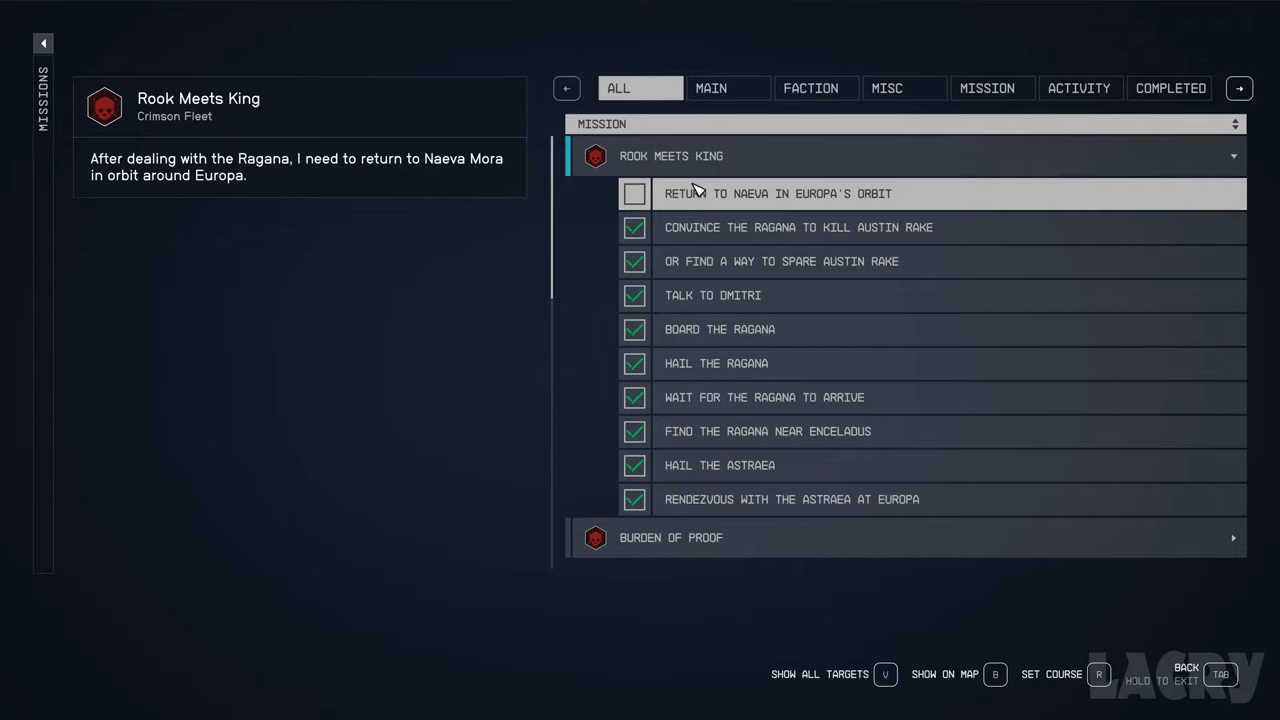 MISSIONS
Rook Meets King
Crimson Fleet
After dealing with the Ragana, I need to return to Naeva Mora
in orbit around Europa.
ALL
MAIN
FACTION
MISC
MISSION
ACTIVITY
COMPLETED
MISSION
ROOK MEETS KING
RETURN TO NAEVA IN EUROPA'S ORBIT
CONVINCE THE RAGANA TO KILL AUSTIN RAKE
OR FIND A WAY TO SPARE AUSTIN RAKE
TALK TO DMITRI
BOARD THE RAGANA
HAIL THE RAGANA
WAIT FOR THE RAGANA TO ARRIVE
FIND THE RAGANA NEAR ENCELADUS
HAIL THE ASTRAEA
RENDEZVOUS WITH THE ASTRAEA AT EUROPA
BURDEN OF PROOF
SHOW ALL TARGETS V
SHOW ON MAP B
SET COURSE R
BACK
HOLD TO EXIT TAB
LACRY